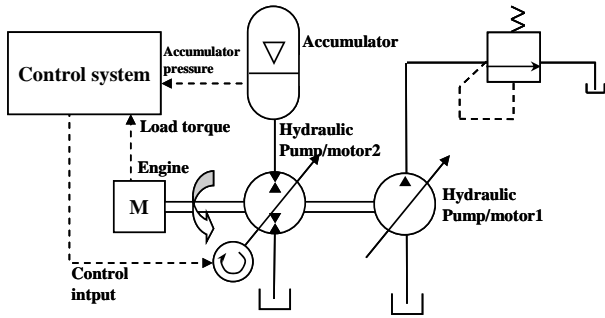 Control system
Accumulator
pressure
Accumulator
Load torque
Engine
M
Hydraulic
Pump/motor2
Hydraulic
Pump/motor1
Control
intput